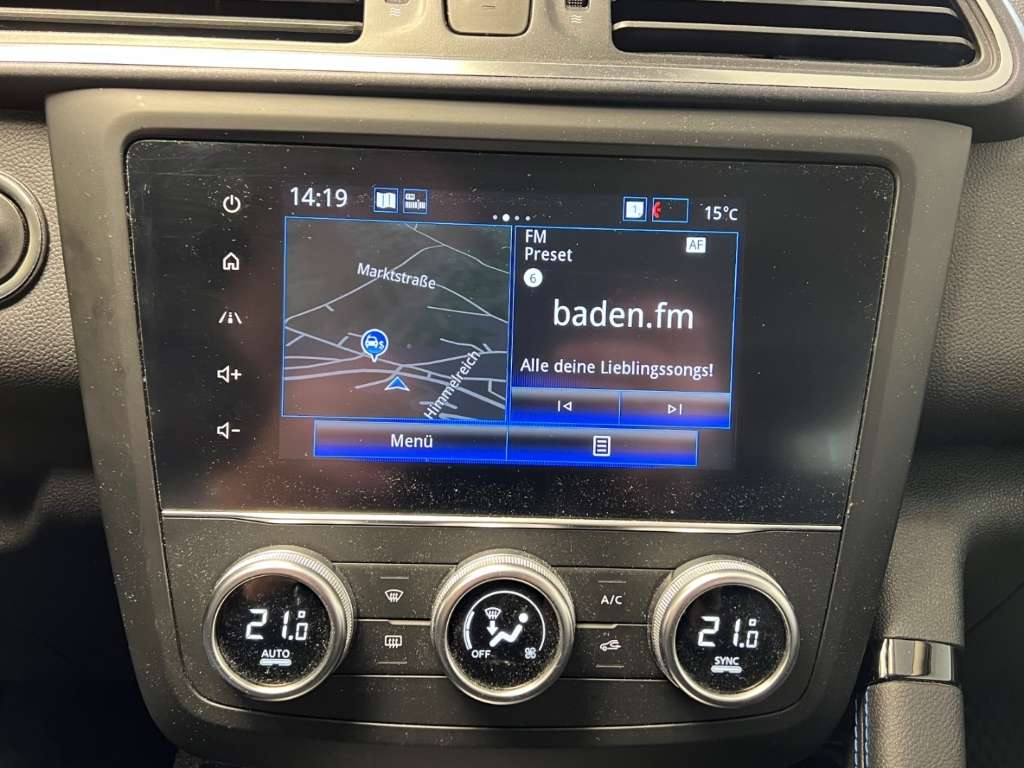 14:19
1
15°C
Marktstraße
Himmelreich
S
FM
AF
Preset
6
baden.fm
Alle deine Lieblingssongs!
Menü
+
-
21.0
AUTO
OFF
A/C
21.0
SYNC